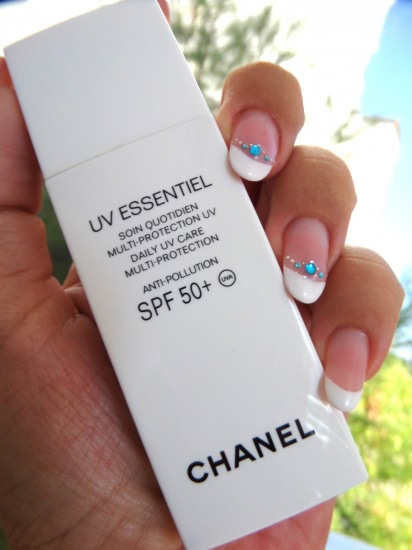 UV ESSENTIEL
SOIN QUOTIDIEN
MULTI-PROTECTION UV
DAILY UV CARE
MULTI-PROTECTION
ANTI-POLLUTION
SPF 50+ UVA
CHANEL